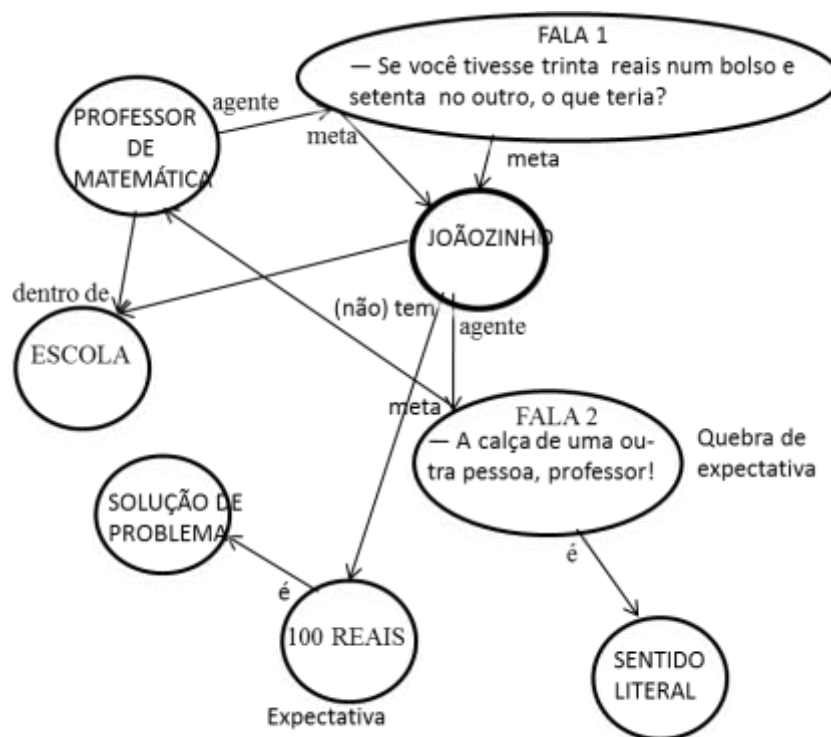 FALA 1
— Se você tivesse trinta reais num bolso e
setenta no outro, o que teria?
agente
PROFESSOR
DE
MATEMÁTICA
meta
meta
JOÃOZINHO
dentro de
(não) tem
agente
ESCOLA
meta
FALA 2
— A calça de uma ou-
tra pessoa, professor!
Quebra de
expectativa
SOLUÇÃO DE
PROBLEMA
é
é
100 REAIS
Expectativa
SENTIDO
LITERAL